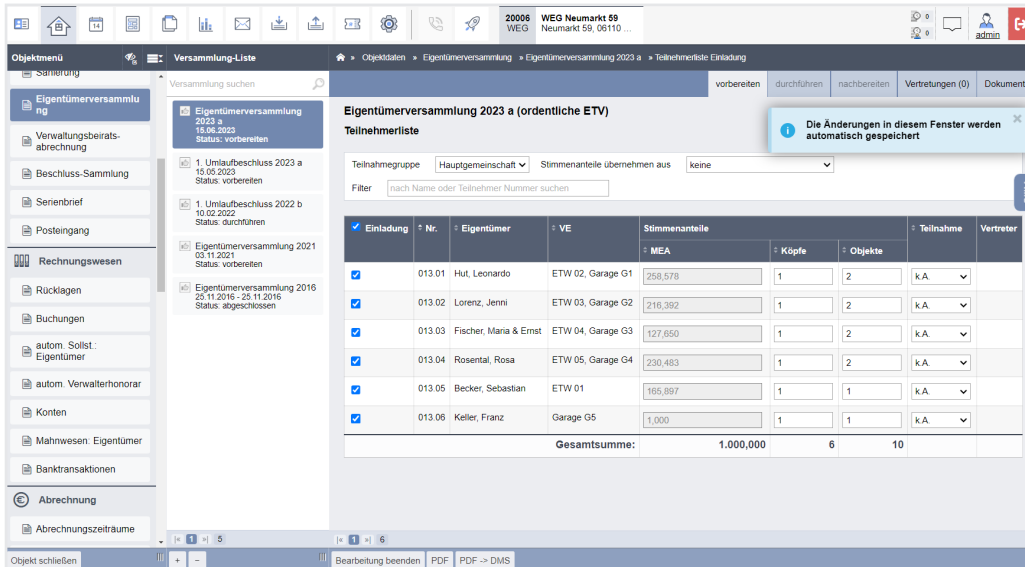 14
20006
WEG
WEG Neumarkt 59
Neumarkt 59, 06110 ...
0
0
admin
Objektmenü
Versammlung-Liste
» Objektdaten » Eigentümerversammlung » Eigentümerversammlung 2023 a » Teilnehmerliste Einladung
Sanierung
Eigentümerversammlu
ng
Verwaltungsbeirats-
abrechnung
Beschluss-Sammlung
Serienbrief
Posteingang
Rechnungswesen
Rücklagen
Buchungen
autom. Sollst.:
Eigentümer
autom. Verwalterhonorar
Konten
Mahnwesen: Eigentümer
Banktransaktionen
Abrechnung
Abrechnungszeiträume
Objekt schließen
Versammlung suchen
Eigentümerversammlung
2023 a
15.06.2023
Status: vorbereiten
1. Umlaufbeschluss 2023 a
15.05.2023
Status: vorbereiten
1. Umlaufbeschluss 2022 b
10.02.2022
Status: durchführen
Eigentümerversammlung 2021
03.11.2021
Status: vorbereiten
Eigentümerversammlung 2016
25.11.2016 - 25.11.2016
Status: abgeschlossen
1 5
+ -
vorbereiten durchführen nachbereiten Vertretungen (0) Dokument
Eigentümerversammlung 2023 a (ordentliche ETV)
Teilnehmerliste
Die Änderungen in diesem Fenster werden
automatisch gespeichert
Teilnahmegruppe Hauptgemeinschaft Stimmenanteile übernehmen aus keine
Filter nach Name oder Teilnehmer Nummer suchen
Einladung Nr. Eigentümer VE Stimmenanteile Teilnahme Vertreter
MEA Köpfe Objekte
013.01 Hut, Leonardo ETW 02, Garage G1 258,578 1 2 k.A.
013.02 Lorenz, Jenni ETW 03, Garage G2 216,392 1 2 k.A.
013.03 Fischer, Maria & Ernst ETW 04, Garage G3 127,650 1 2 k.A.
013.04 Rosental, Rosa ETW 05, Garage G4 230,483 1 2 k.A.
013.05 Becker, Sebastian ETW 01 165,897 1 1 k.A.
013.06 Keller, Franz Garage G5 1,000 1 1 k.A.
Gesamtsumme: 1.000,000 6 10
1 6
Bearbeitung beenden PDF PDF -> DMS